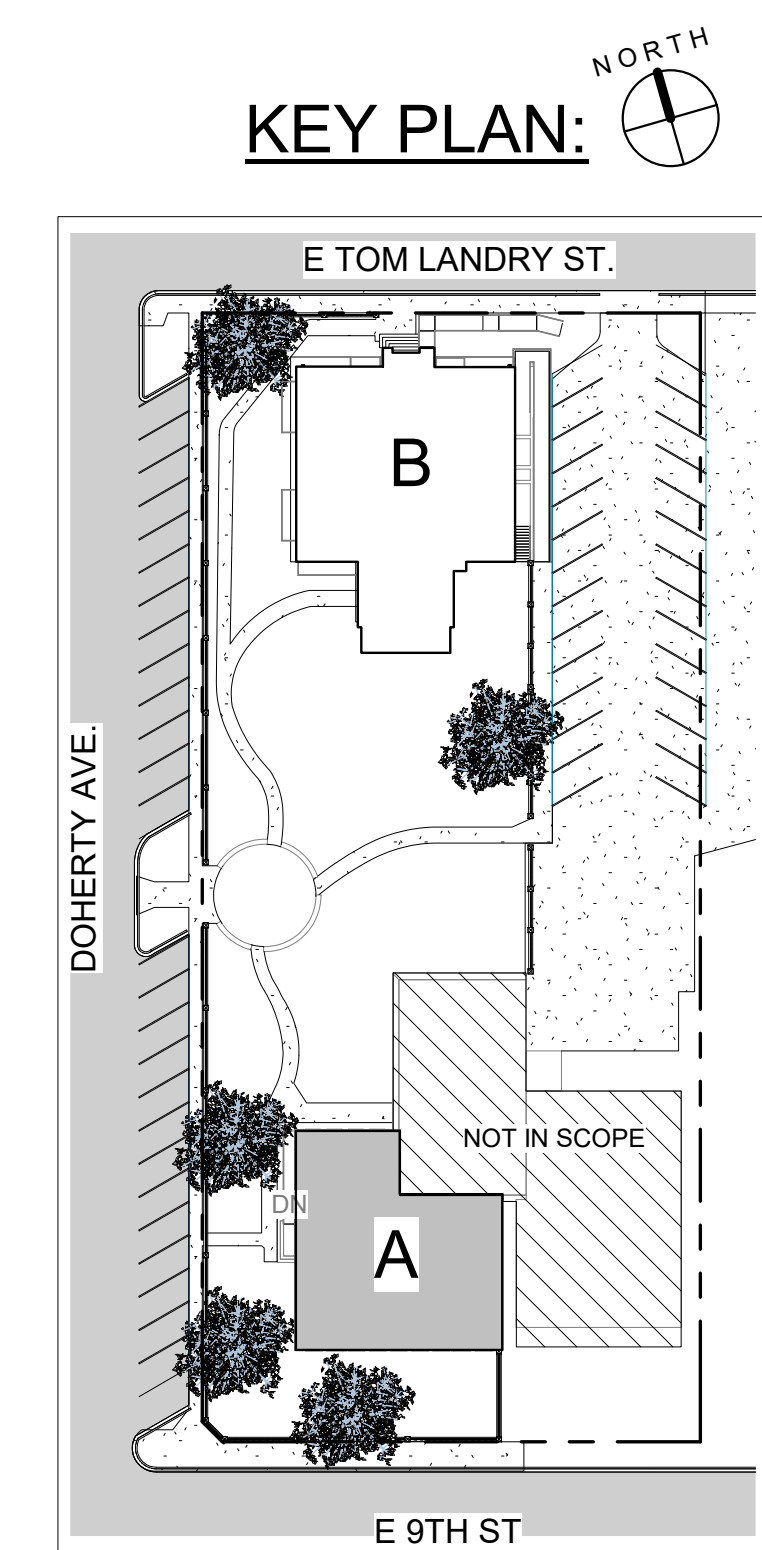 NORTH
KEY PLAN:
E TOM LANDRY ST.
B
DOHERTY AVE.
NOT IN SCOPE
DN
A
E 9TH ST